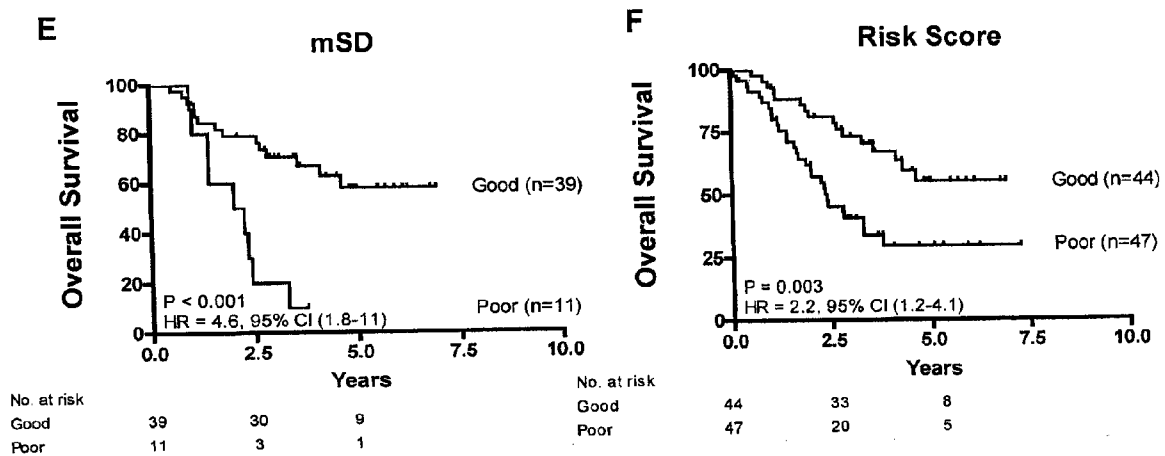 E
mSD
Overall Survival
100
80
60
40
20
0
Good (n=39)
Poor (n=11)
P < 0.001
HR = 4.6, 95% CI (1.8-11)
0.0 2.5 5.0 7.5 10.0
Years
No. at risk
Good 39 30 9
Poor 11 3 1
F
Risk Score
Overall Survival
100
75
50
25
0
Good (n=44)
Poor (n=47)
P = 0.003
HR = 2.2, 95% CI (1.2-4.1)
0.0 2.5 5.0 7.5 10.0
Years
No. at risk
Good 44 33 8
Poor 47 20 5